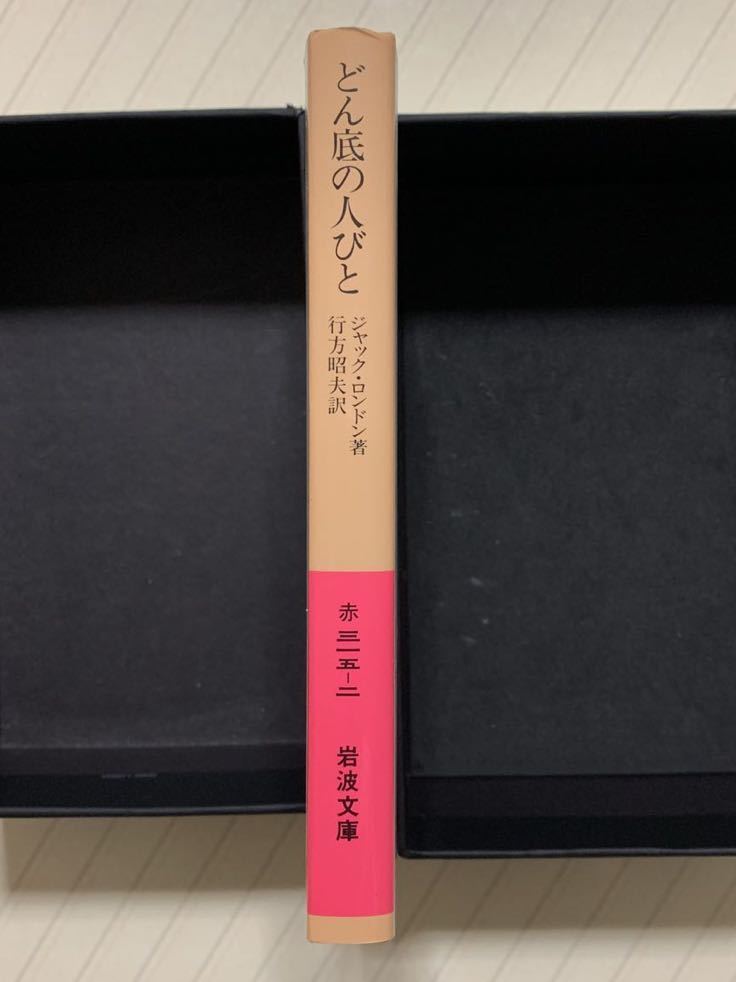 どん底の人びと
ジャック・ロンドン著
行方昭夫訳
赤三一五-二
岩波文庫